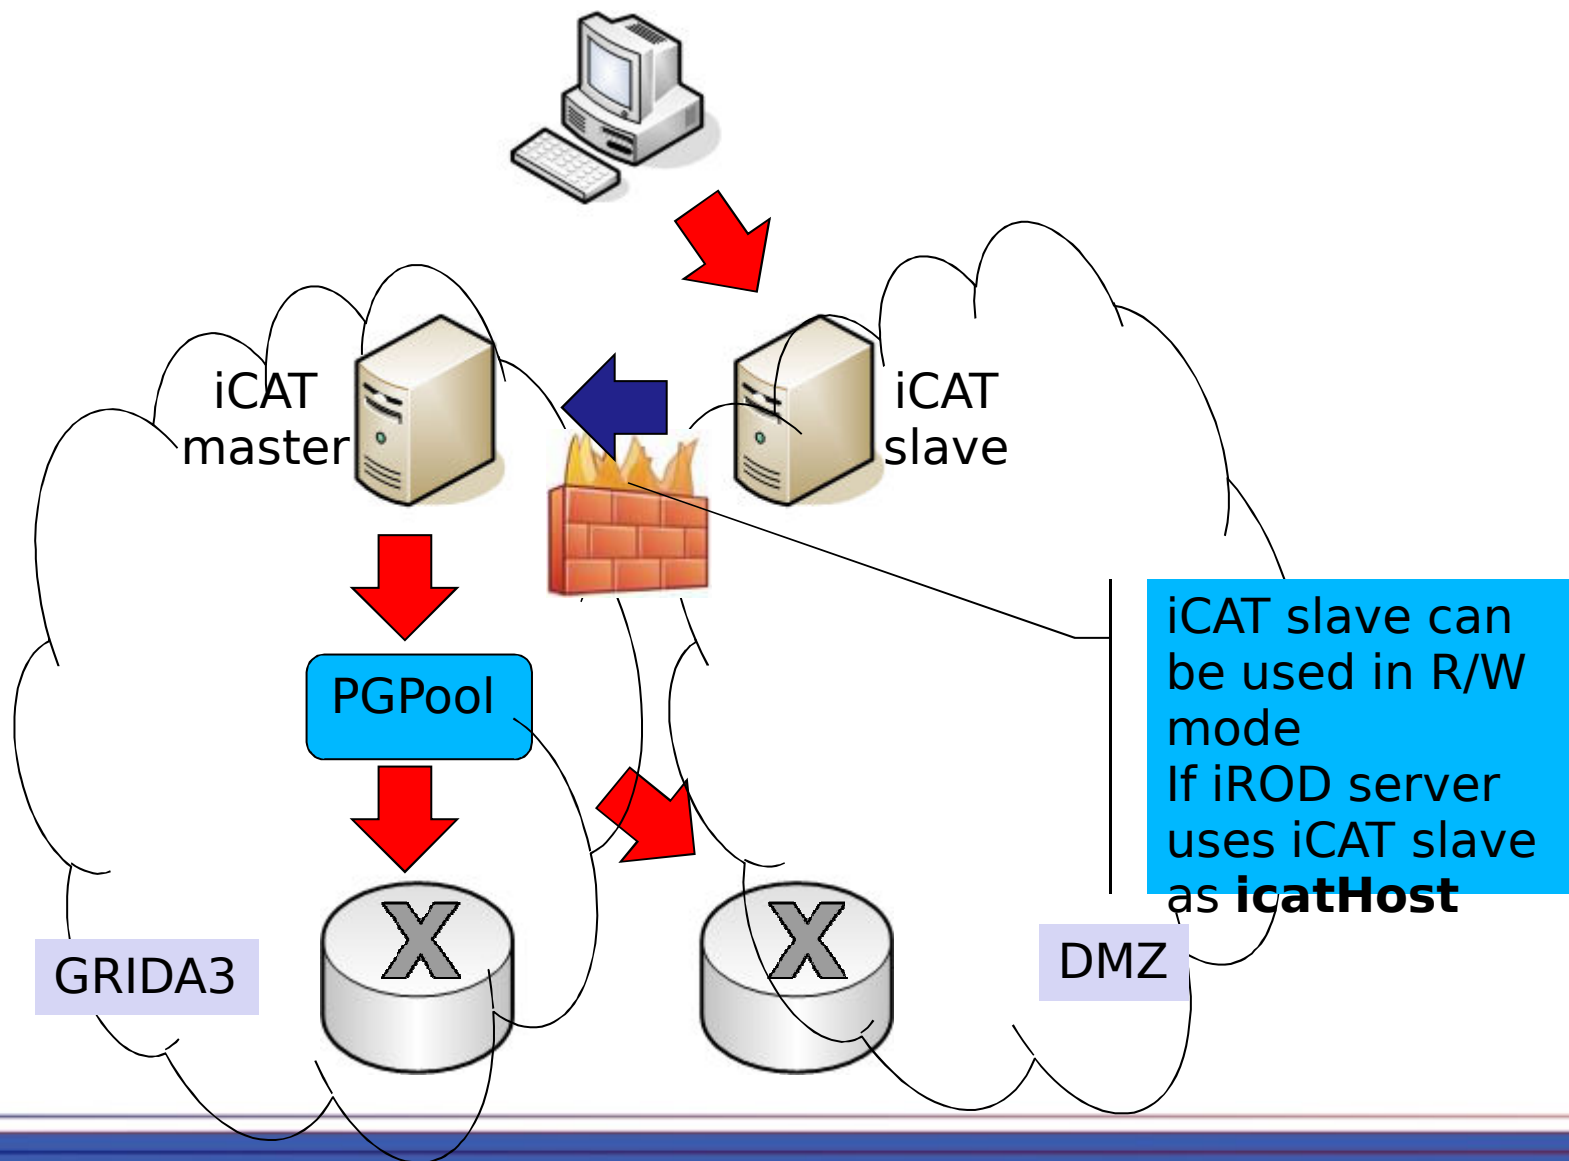 iCAT
master
iCAT
slave
PGPool
iCAT slave can
be used in R/W
mode
If iROD server
uses iCAT slave
as icatHost
GRIDA3
DMZ
X
X